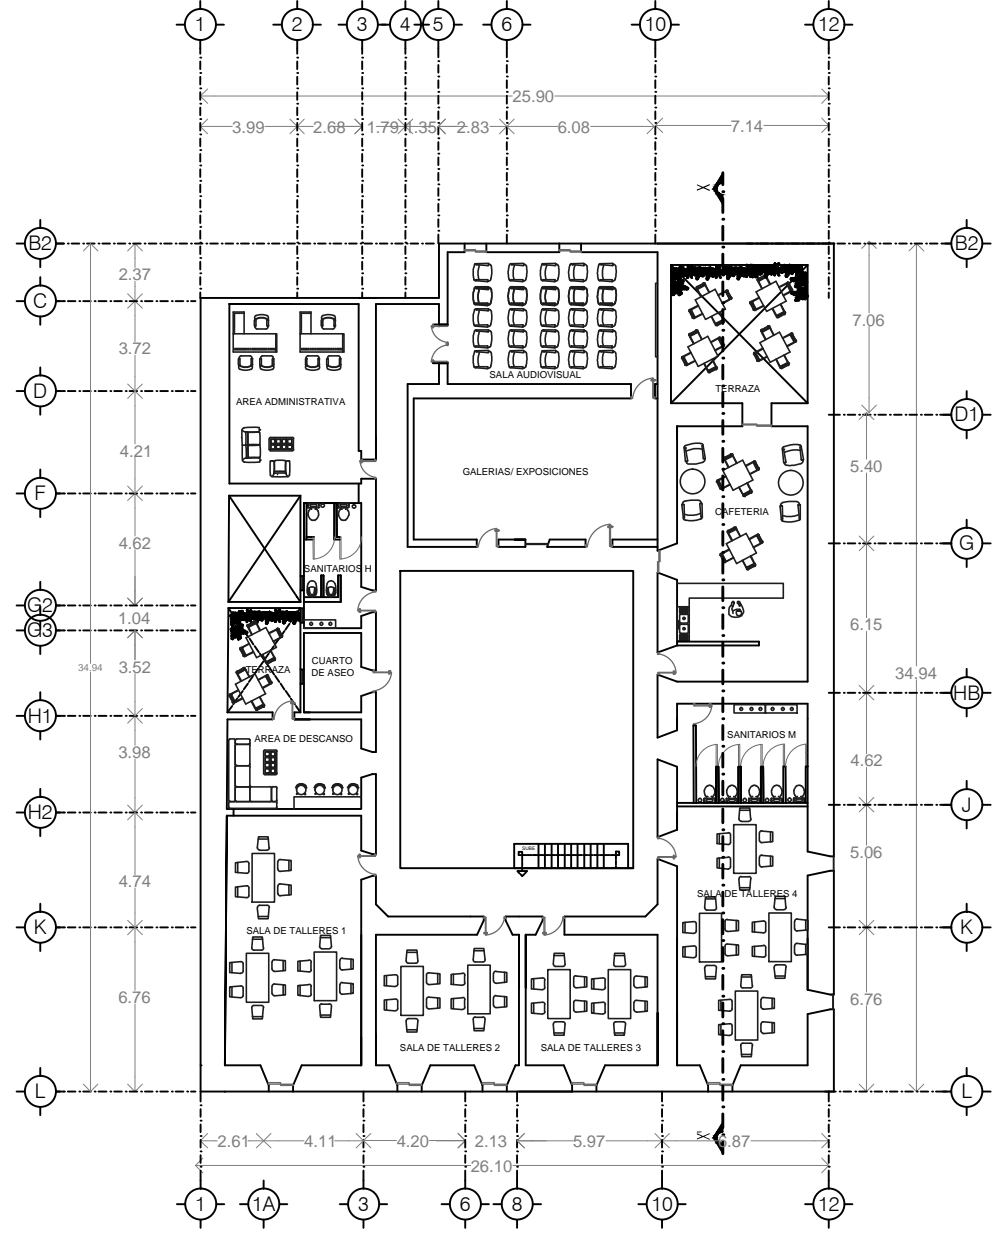 1 2 3 4 5 6 10 12
25.90
3.99 2.68 1.79 1.35 2.83 6.08 7.14
X
B2 B2
2.37
C
7.06
3.72
SALA AUDIOVISUAL
D TERRAZA
AREA ADMINISTRATIVA
D1
4.21 5.40
GALERIAS/ EXPOSICIONES
F
CAFETERIA
4.62 G
SANITARIOS H
G2
1.04 6.15
G3
34.94 3.52 TERRAZA CUARTO
DE ASEO
34.94
HB
H1
SANITARIOS M
AREA DE DESCANSO
3.98 4.62
H2 J
SUBE
5.06
4.74
SALA DE TALLERES 4
K SALA DE TALLERES 1 K
6.76 6.76
SALA DE TALLERES 2 SALA DE TALLERES 3
L L
X'
2.61 4.11 4.20 2.13 5.97 6.87
26.10
1 1A 3 6 8 10 12